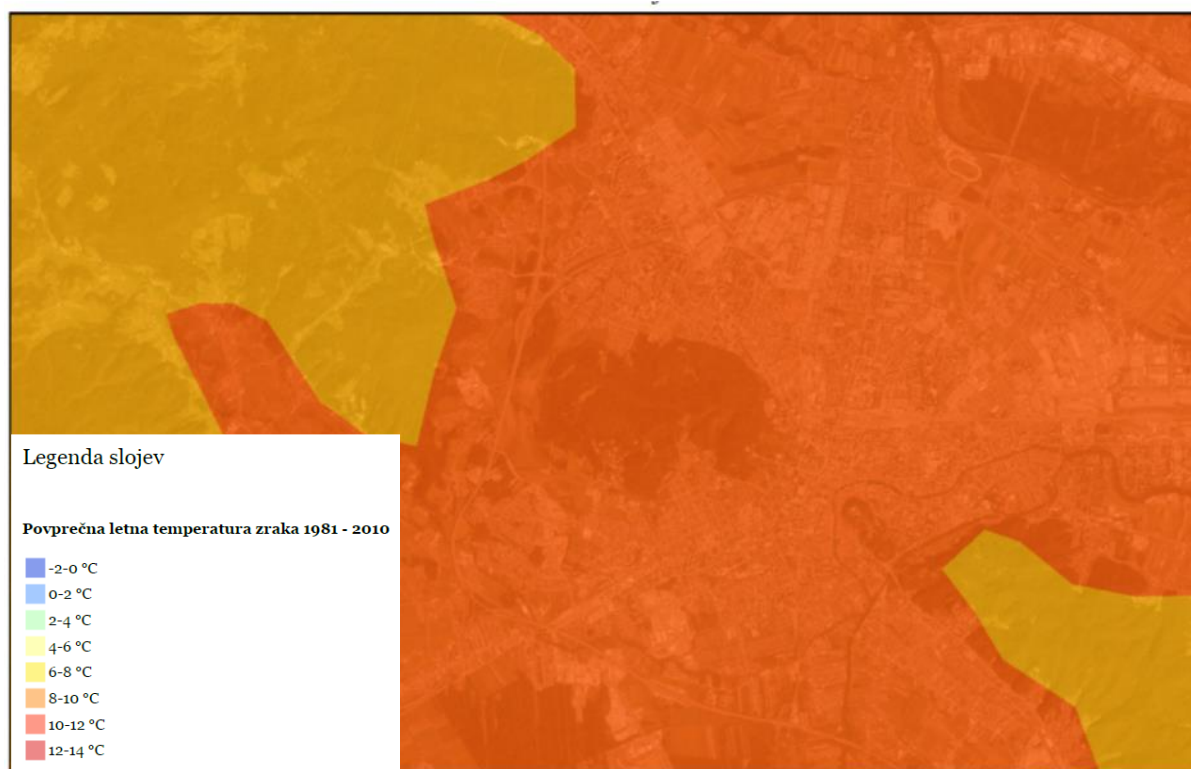 Legenda slojev
Povprečna letna temperatura zraka 1981 - 2010
-2-0 °C
0-2 °C
2-4 °C
4-6 °C
6-8 °C
8-10 °C
10-12 °C
12-14 °C